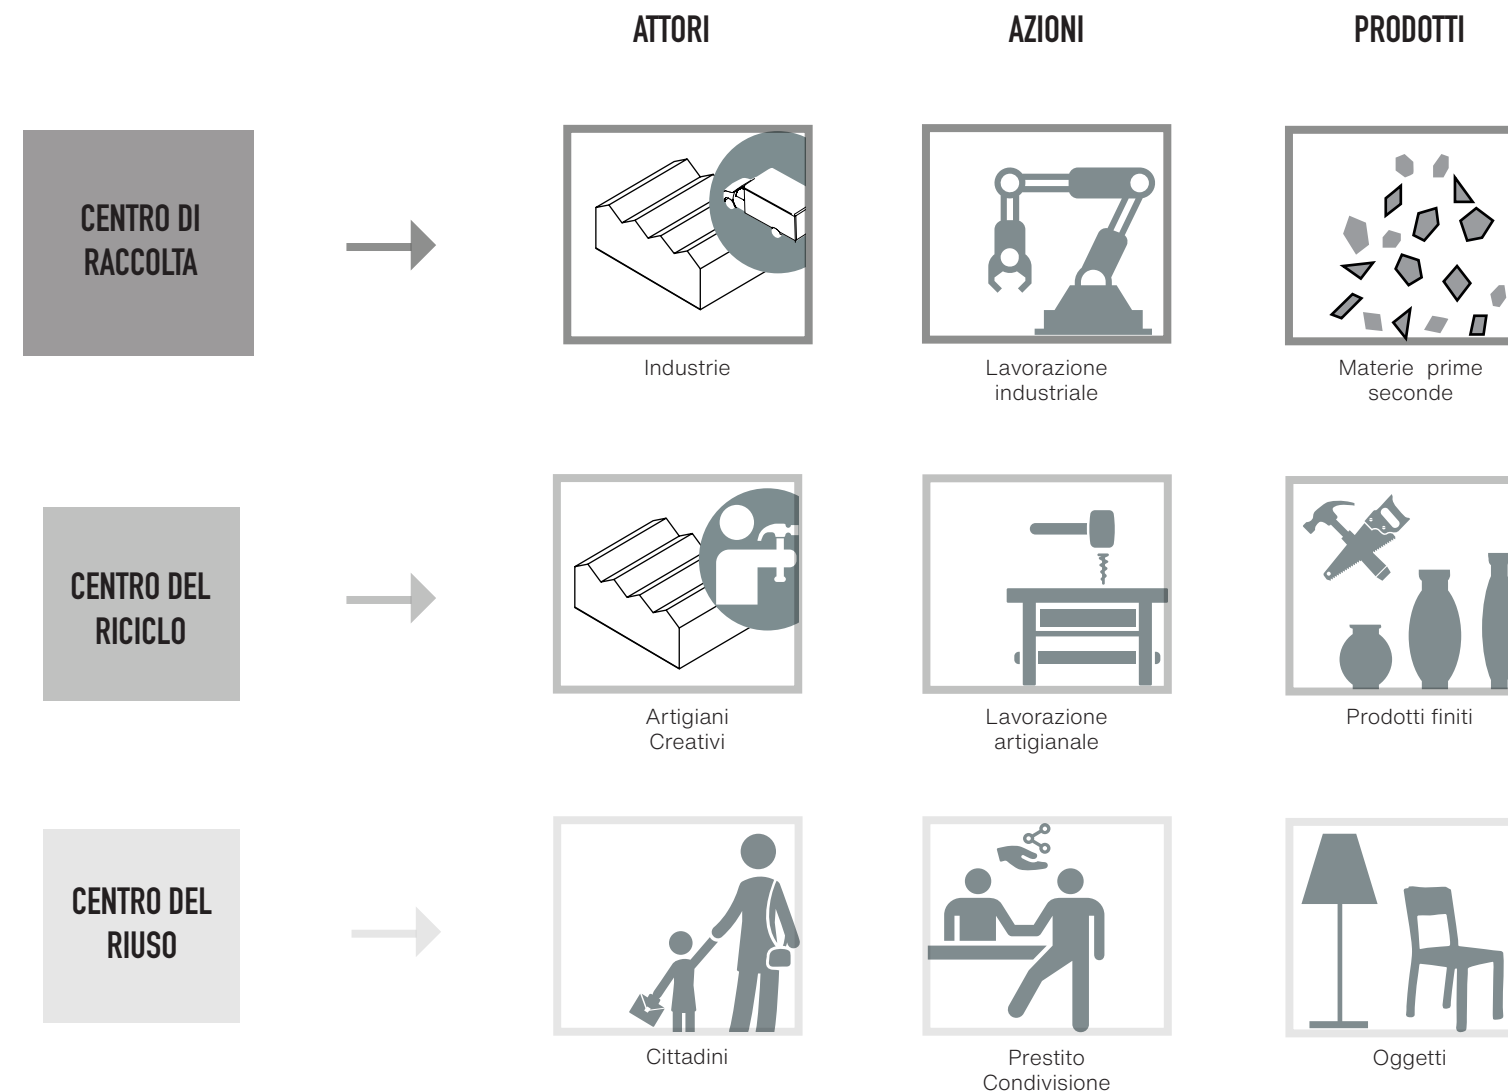 ATTORI
AZIONI
PRODOTTI
CENTRO DI
RACCOLTA
Industrie
Lavorazione
industriale
Materie prime
seconde
CENTRO DEL
RICICLO
Artigiani
Creativi
Lavorazione
artigianale
Prodotti finiti
CENTRO DEL
RIUSO
Cittadini
Prestito
Condivisione
Oggetti